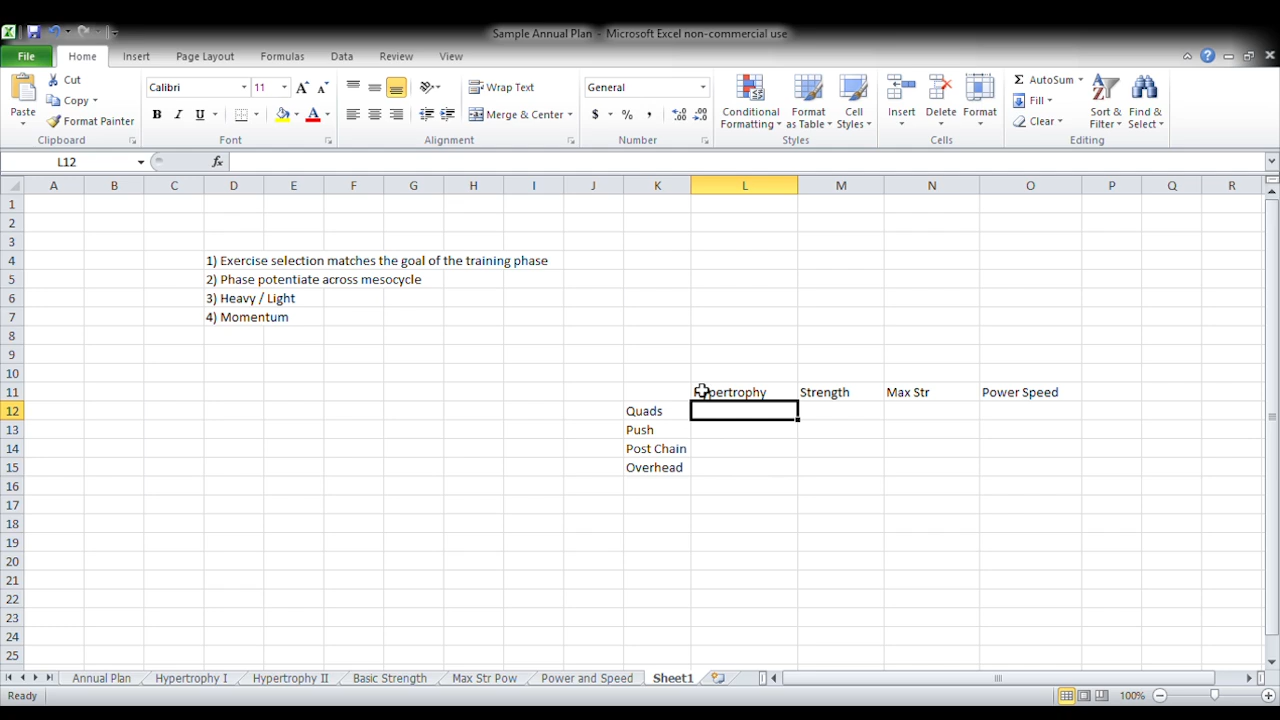 Sample Annual Plan - Microsoft Excel non-commercial use
File Home Insert Page Layout Formulas Data Review View
Paste Cut Copy Format Painter
Calibri 11
B I U A
Wrap Text
Merge & Center
General
$ % ,
Conditional Formatting Format as Table Cell Styles
Insert Delete Format
Σ AutoSum Fill Clear
Sort & Filter Find & Select
Clipboard Font Alignment Number Styles Cells Editing
L12 fx
A B C D E F G H I J K L M N O P Q R
1
2
3
4 1) Exercise selection matches the goal of the training phase
5 2) Phase potentiate across mesocycle
6 3) Heavy / Light
7 4) Momentum
8
9
10
11 Hypertrophy Strength Max Str Power Speed
12 Quads
13 Push
14 Post Chain
15 Overhead
16
17
18
19
20
21
22
23
24
25
Annual Plan Hypertrophy I Hypertrophy II Basic Strength Max Str Pow Power and Speed Sheet1
Ready 100%